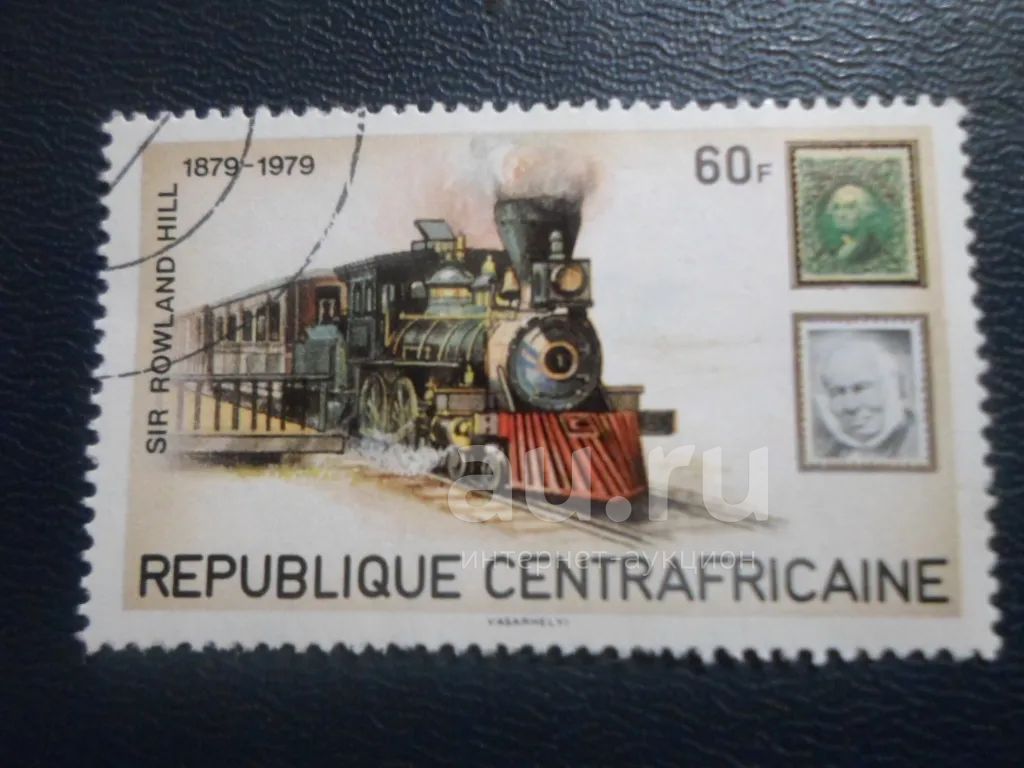 1879-1979
60F
SIR ROWLAND HILL
au.ru
интернет-аукцион
REPUBLIQUE CENTRAFRICAINE
VASARHELYI